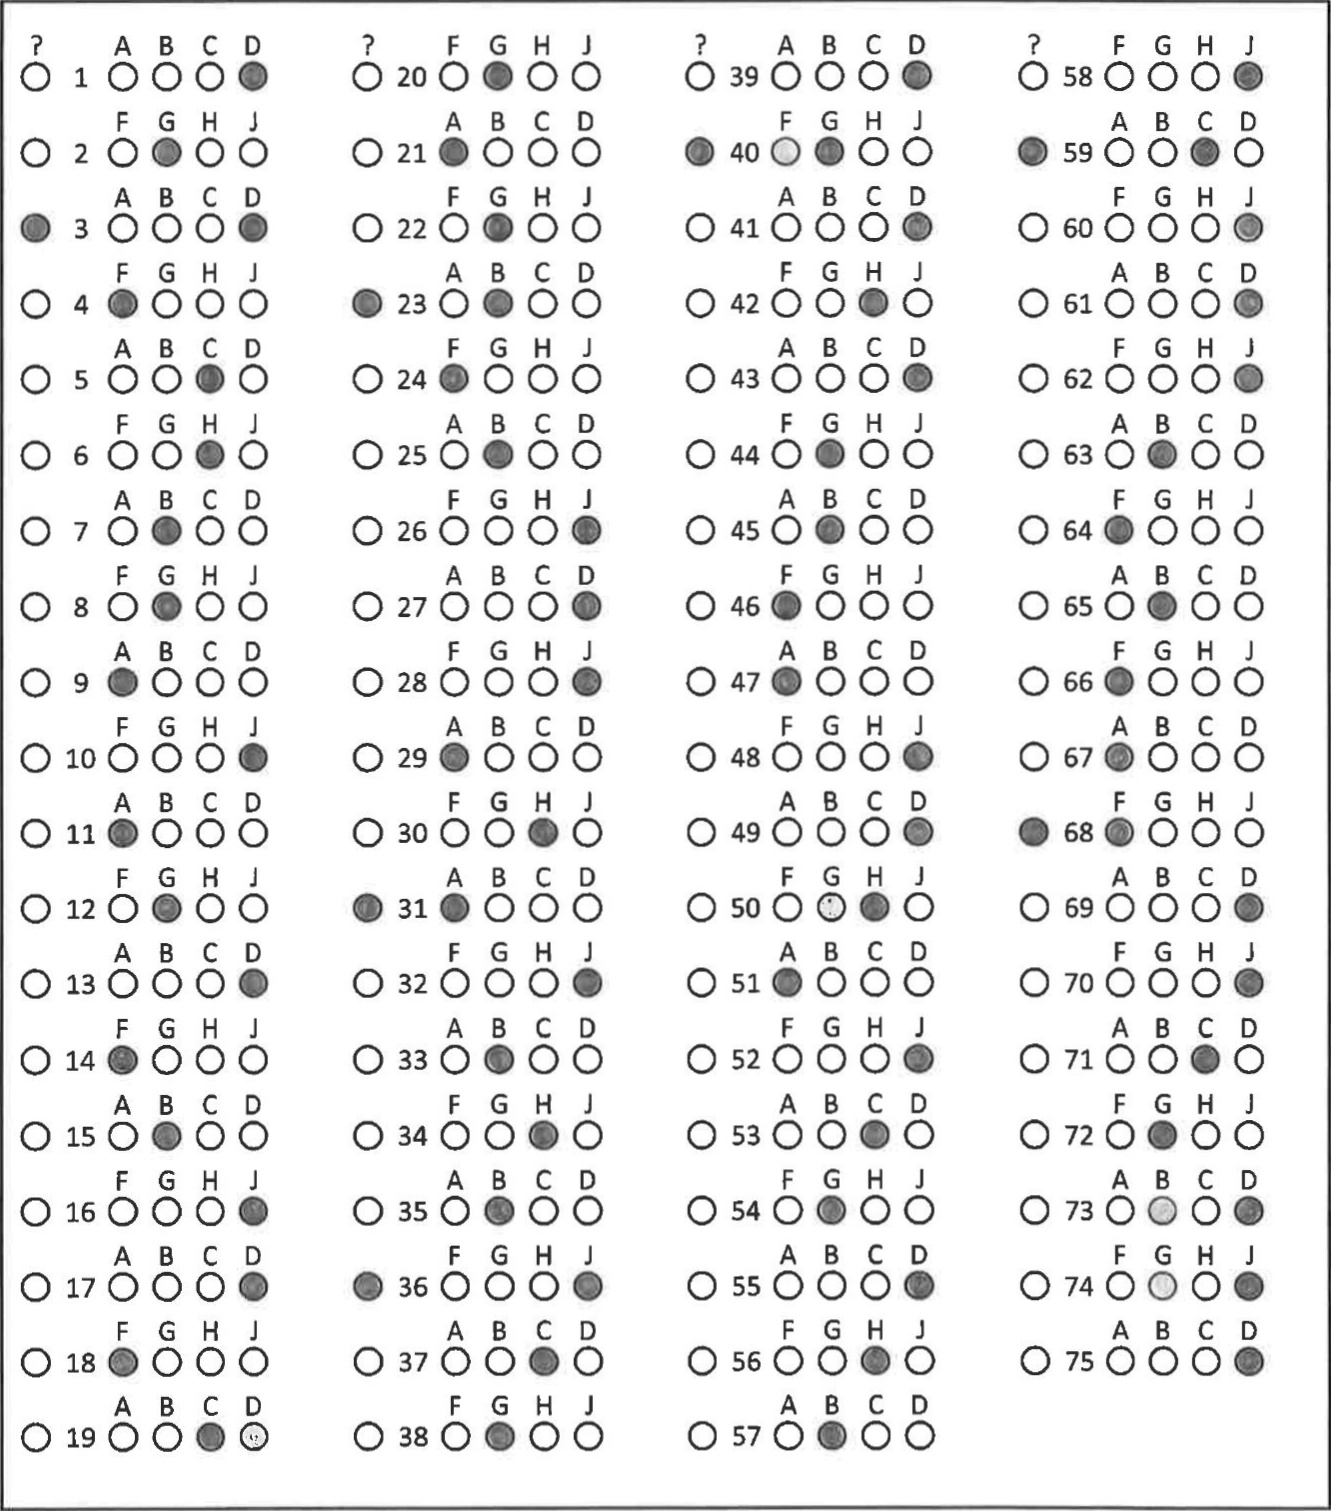 ? A B C D
1
F G H J
2
A B C D
3
F G H J
4
A B C D
5
F G H J
6
A B C D
7
F G H J
8
A B C D
9
F G H J
10
A B C D
11
F G H J
12
A B C D
13
F G H J
14
A B C D
15
F G H J
16
A B C D
17
F G H J
18
A B C D
19
? F G H J
20
A B C D
21
F G H J
22
A B C D
23
F G H J
24
A B C D
25
F G H J
26
A B C D
27
F G H J
28
A B C D
29
F G H J
30
A B C D
31
F G H J
32
A B C D
33
F G H J
34
A B C D
35
F G H J
36
A B C D
37
F G H J
38
? A B C D
39
F G H J
40
A B C D
41
F G H J
42
A B C D
43
F G H J
44
A B C D
45
F G H J
46
A B C D
47
F G H J
48
A B C D
49
F G H J
50
A B C D
51
F G H J
52
A B C D
53
F G H J
54
A B C D
55
F G H J
56
A B C D
57
? F G H J
58
A B C D
59
F G H J
60
A B C D
61
F G H J
62
A B C D
63
F G H J
64
A B C D
65
F G H J
66
A B C D
67
F G H J
68
A B C D
69
F G H J
70
A B C D
71
F G H J
72
A B C D
73
F G H J
74
A B C D
75